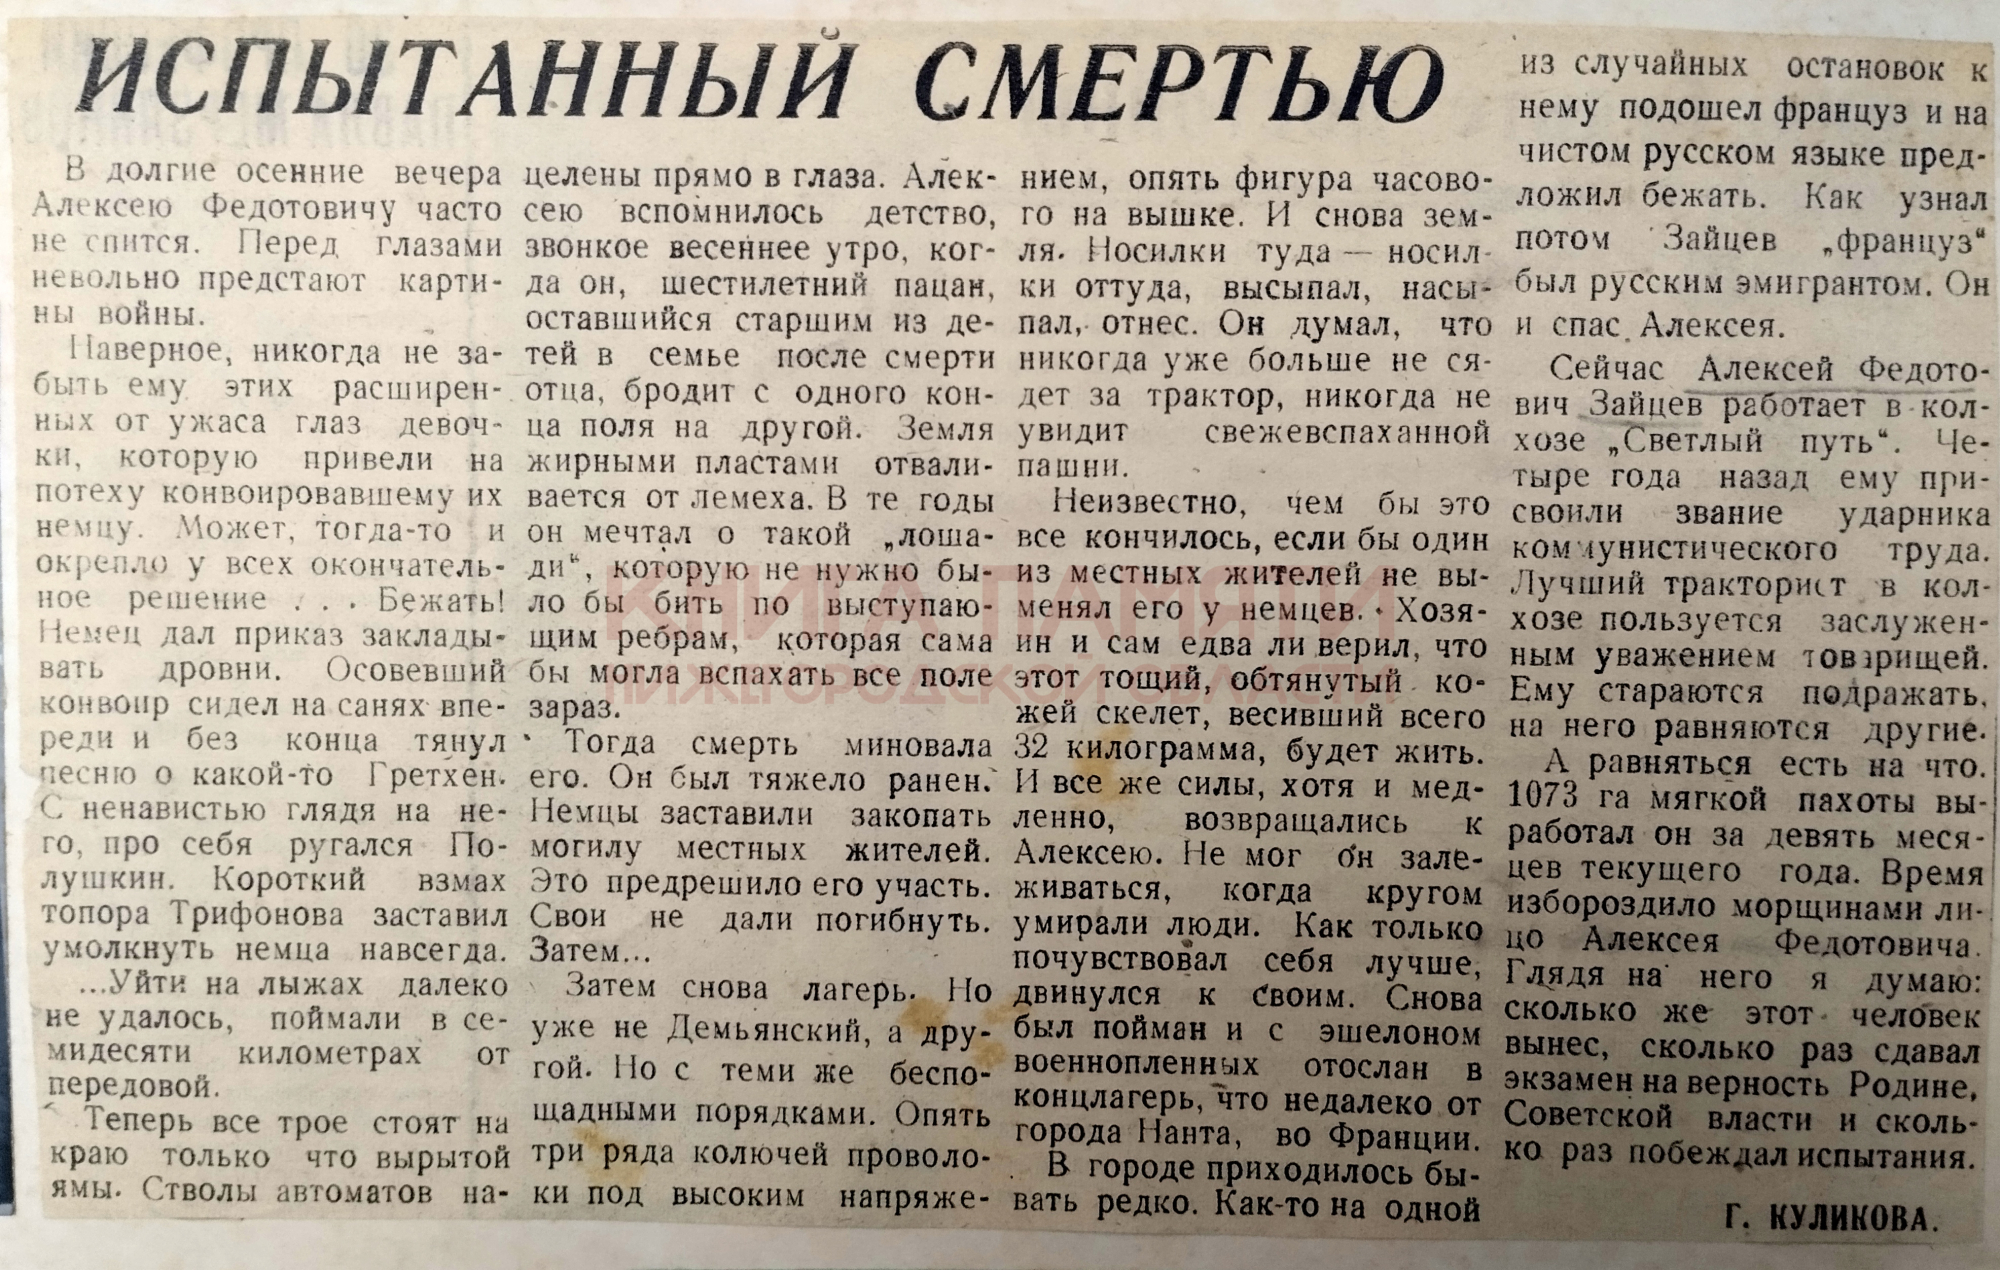 ИСПЫТАННЫЙ СМЕРТЬЮ
В долгие осенние вечера
Алексею Федотовичу часто
не спится. Перед глазами
невольно предстают карти-
ны войны.
Наверное, никогда не за-
быть ему этих расширен-
ных от ужаса глаз девоч-
ки, которую привели на
потеху конвоировавшему их
немцу. Может, тогда-то и
окрепло у всех окончатель-
ное решение . . . Бежать!
Немец дал приказ заклады-
вать дровни. Осовевший
конвоир сидел на санях впе-
реди и без конца тянул
песню о какой-то Гретхен.
С ненавистью глядя на не-
го, про себя ругался По-
лушкин. Короткий взмах
топора Трифонова заставил
умолкнуть немца навсегда.
...Уйти на лыжах далеко
не удалось, поймали в се-
мидесяти километрах от
передовой.
Теперь все трое стоят на
краю только что вырытой
ямы. Стволы автоматов на-
целены прямо в глаза. Алек-
сею вспомнилось детство,
звонкое весеннее утро, ког-
да он, шестилетний пацан,
оставшийся старшим из де-
тей в семье после смерти
отца, бродит с одного кон-
ца поля на другой. Земля
жирными пластами отвали-
вается от лемеха. В те годы
он мечтал о такой „лоша-
ди“, которую не нужно бы-
ло бы бить по выступаю-
щим ребрам, которая сама
бы могла вспахать все поле
зараз.
Тогда смерть миновала
его. Он был тяжело ранен.
Немцы заставили закопать
могилу местных жителей.
Это предрешило его участь.
Свои не дали погибнуть.
Затем...
Затем снова лагерь. Но
уже не Демьянский, а дру-
гой. Но с теми же беспо-
щадными порядками. Опять
три ряда колючей проволо-
ки под высоким напряже-
нием, опять фигура часово-
го на вышке. И снова зем-
ля. Носилки туда — носил-
ки оттуда, высыпал, насы-
пал, отнес. Он думал, что
никогда уже больше не ся-
дет за трактор, никогда не
увидит свежевспаханной
пашни.
Неизвестно, чем бы это
все кончилось, если бы один
из местных жителей не вы-
менял его у немцев. Хозя-
ин и сам едва ли верил, что
этот тощий, обтянутый ко-
жей скелет, весивший всего
32 килограмма, будет жить.
И все же силы, хотя и мед-
ленно, возвращались к
Алексею. Не мог он зале-
живаться, когда кругом
умирали люди. Как только
почувствовал себя лучше,
двинулся к своим. Снова
был пойман и с эшелоном
военнопленных отослан в
концлагерь, что недалеко от
города Нанта, во Франции.
В городе приходилось бы-
вать редко. Как-то на одной
из случайных остановок к
нему подошел француз и на
чистом русском языке пред-
ложил бежать. Как узнал
потом Зайцев „француз“
был русским эмигрантом. Он
и спас Алексея.
Сейчас Алексей Федото-
вич Зайцев работает в кол-
хозе „Светлый путь“. Че-
тыре года назад ему при-
своили звание ударника
коммунистического труда.
Лучший тракторист в кол-
хозе пользуется заслужен-
ным уважением товарищей.
Ему стараются подражать,
на него равняются другие.
А равняться есть на что.
1073 га мягкой пахоты вы-
работал он за девять меся-
цев текущего года. Время
избороздило морщинами ли-
цо Алексея Федотовича.
Глядя на него я думаю:
сколько же этот человек
вынес, сколько раз сдавал
экзамен на верность Родине,
Советской власти и сколь-
ко раз побеждал испытания.
Г. КУЛИКОВА.
КНИГА ПАМЯТИ
НИЖЕГОРОДСКОЙ ОБЛАСТИ